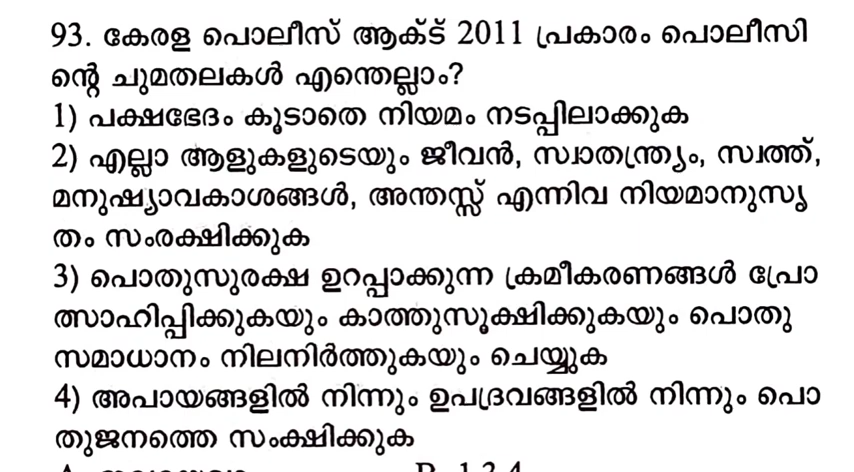 93. കേരള പൊലീസ് ആക്ട് 2011 പ്രകാരം പൊലീസി
ന്റെ ചുമതലകൾ എന്തെല്ലാം?
1) പക്ഷഭേദം കൂടാതെ നിയമം നടപ്പിലാക്കുക
2) എല്ലാ ആളുകളുടെയും ജീവൻ, സ്വാതന്ത്ര്യം, സ്വത്ത്,
മനുഷ്യാവകാശങ്ങൾ, അന്തസ്സ് എന്നിവ നിയമാനുസൃ
തം സംരക്ഷിക്കുക
3) പൊതുസുരക്ഷ ഉറപ്പാക്കുന്ന ക്രമീകരണങ്ങൾ പ്രോ
ത്സാഹിപ്പിക്കുകയും കാത്തുസൂക്ഷിക്കുകയും പൊതു
സമാധാനം നിലനിർത്തുകയും ചെയ്യുക
4) അപായങ്ങളിൽ നിന്നും ഉപദ്രവങ്ങളിൽ നിന്നും പൊ
തുജനത്തെ സംക്ഷിക്കുക